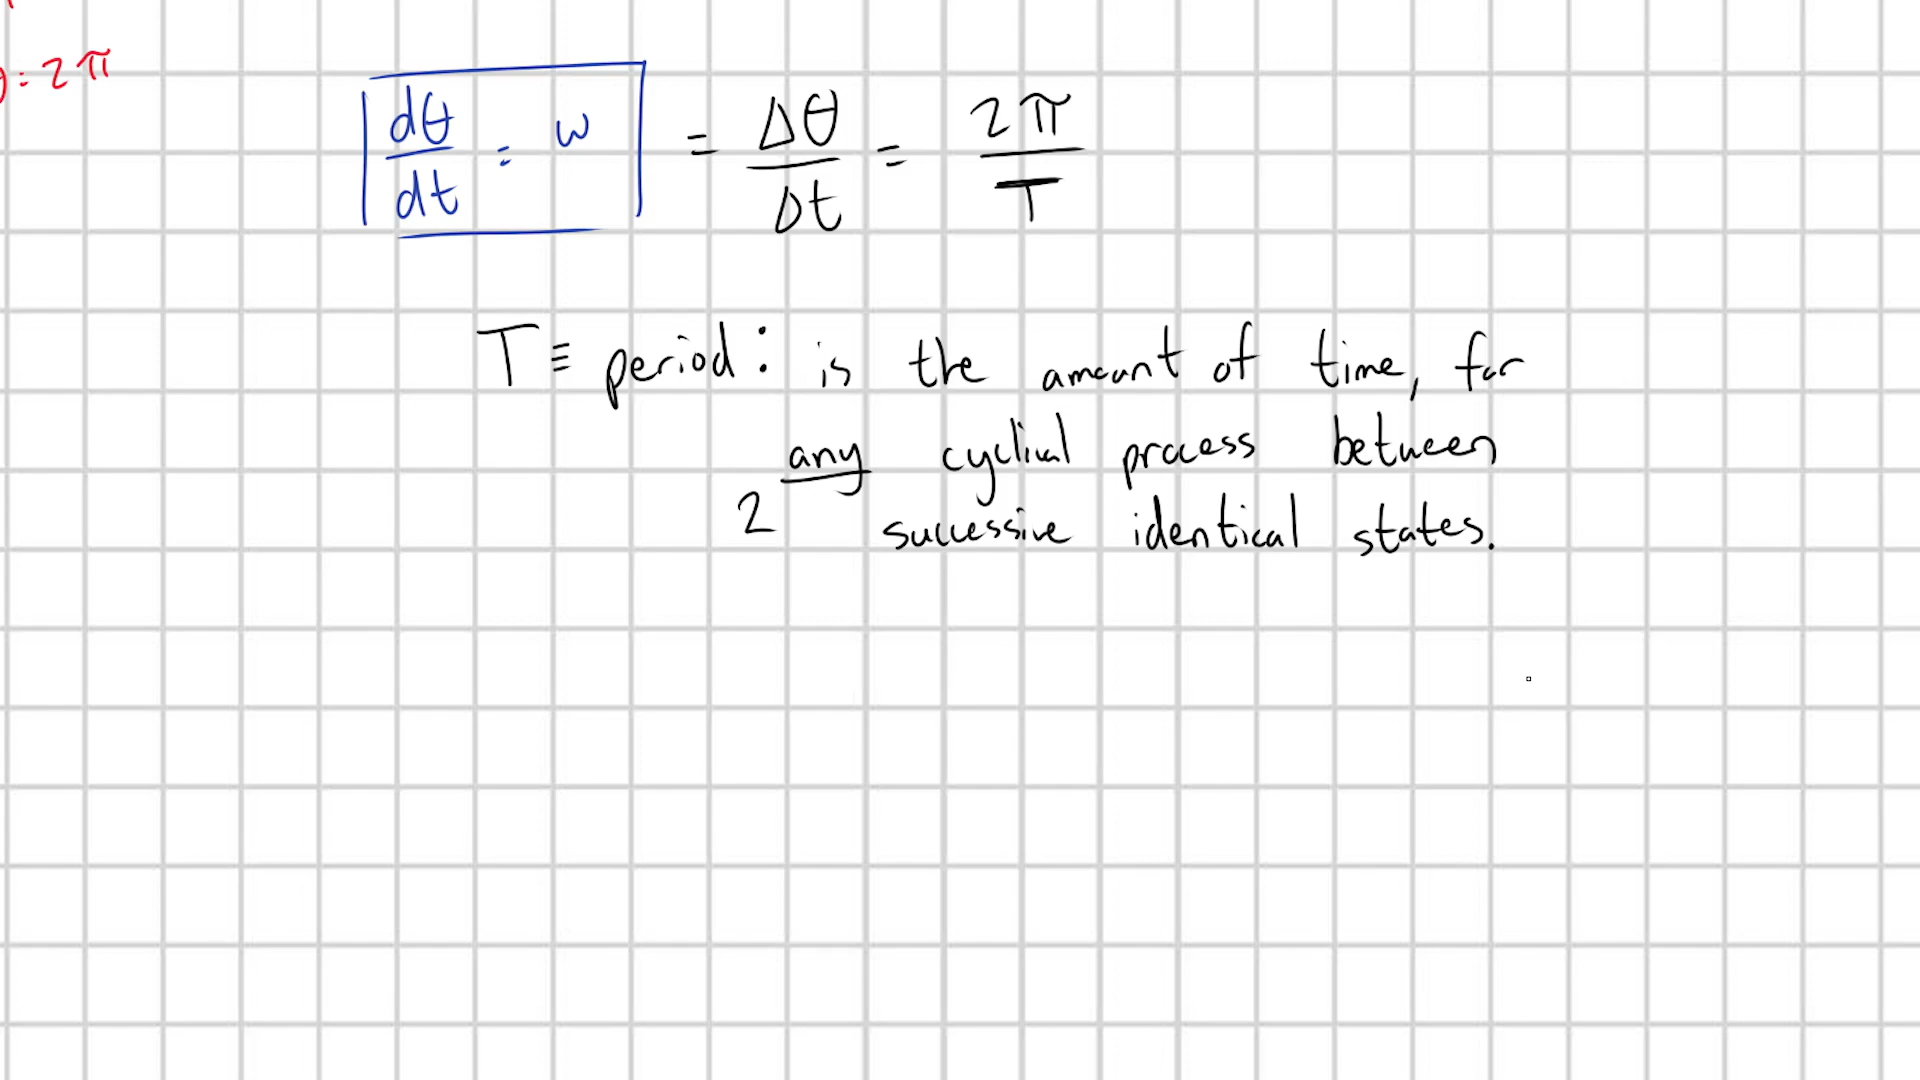 θ = 2π
dθ/dt = ω = Δθ/Δt = 2π/T
T ≡ period: is the amount of time, for
any cyclical process between
2 successive identical states.